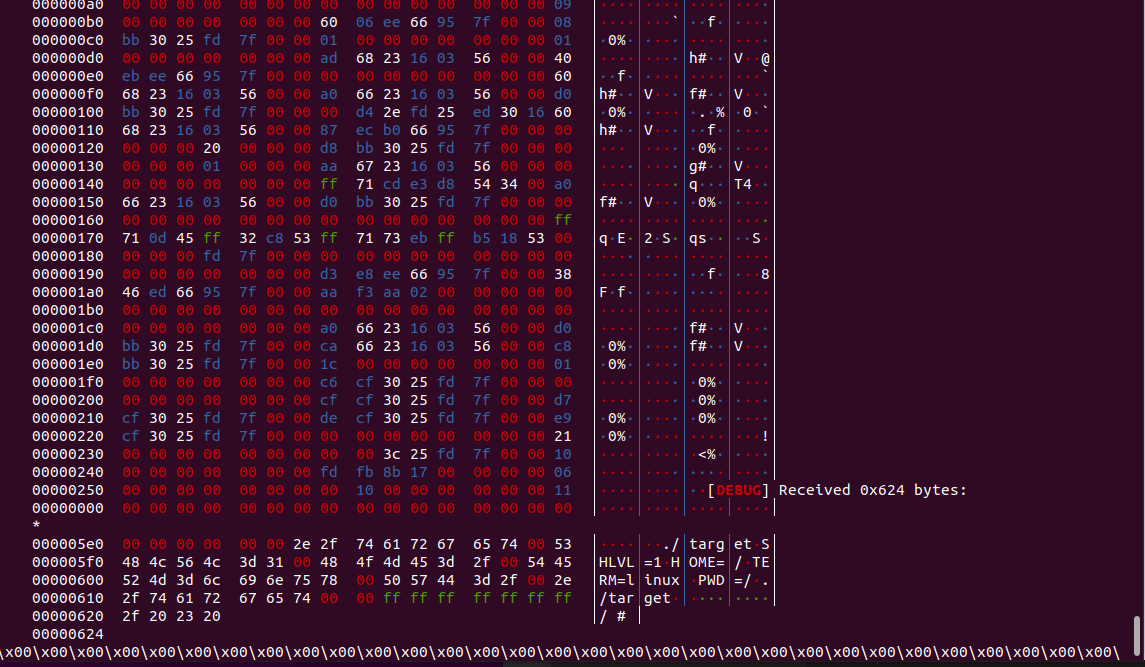 000000a0  00 00 00 00  00 00 00 00  00 00 00 00  00 00 00 09  │····│····│····│····│
000000b0  00 00 00 00  00 00 00 60  06 ee 66 95  7f 00 00 08  │····│···`│··f·│····│
000000c0  bb 30 25 fd  7f 00 00 01  00 00 00 00  00 00 00 01  │·0%·│····│····│····│
000000d0  00 00 00 00  00 00 00 ad  68 23 16 03  56 00 00 40  │····│····│h#··│V··@│
000000e0  eb ee 66 95  7f 00 00 00  00 00 00 00  00 00 00 60  │··f·│····│····│···`│
000000f0  68 23 16 03  56 00 00 a0  66 23 16 03  56 00 00 d0  │h#··│V···│f#··│V···│
00000100  bb 30 25 fd  7f 00 00 00  d4 2e fd 25  ed 30 16 60  │·0%·│····│·.·%│·0·`│
00000110  68 23 16 03  56 00 00 87  ec b0 66 95  7f 00 00 00  │h#··│V···│··f·│····│
00000120  00 00 00 20  00 00 00 d8  bb 30 25 fd  7f 00 00 00  │··· │····│·0%·│····│
00000130  00 00 00 01  00 00 00 aa  67 23 16 03  56 00 00 00  │····│····│g#··│V···│
00000140  00 00 00 00  00 00 00 ff  71 cd e3 d8  54 34 00 a0  │····│····│q···│T4··│
00000150  66 23 16 03  56 00 00 d0  bb 30 25 fd  7f 00 00 00  │f#··│V···│·0%·│····│
00000160  00 00 00 00  00 00 00 00  00 00 00 00  00 00 00 ff  │····│····│····│····│
00000170  71 0d 45 ff  32 c8 53 ff  71 73 eb ff  b5 18 53 00  │q·E·│2·S·│qs··│··S·│
00000180  00 00 00 00  fd 7f 00 00  00 00 00 00  00 00 00 00  │····│····│····│····│
00000190  00 00 00 00  00 00 00 d3  e8 ee 66 95  7f 00 00 38  │····│····│··f·│···8│
000001a0  46 ed 66 95  7f 00 00 aa  f3 aa 02 00  00 00 00 00  │F·f·│····│····│····│
000001b0  00 00 00 00  00 00 00 00  00 00 00 00  00 00 00 00  │····│····│····│····│
000001c0  00 00 00 00  00 00 00 a0  66 23 16 03  56 00 00 d0  │····│····│f#··│V···│
000001d0  bb 30 25 fd  7f 00 00 ca  66 23 16 03  56 00 00 c8  │·0%·│····│f#··│V···│
000001e0  bb 30 25 fd  7f 00 00 1c  00 00 00 00  00 00 00 01  │·0%·│····│····│····│
000001f0  00 00 00 00  00 00 00 c6  cf 30 25 fd  7f 00 00 00  │····│····│·0%·│····│
00000200  00 00 00 00  00 00 00 cf  cf 30 25 fd  7f 00 00 d7  │····│····│·0%·│····│
00000210  cf 30 25 fd  7f 00 00 de  cf 30 25 fd  7f 00 00 e9  │·0%·│····│·0%·│····│
00000220  cf 30 25 fd  7f 00 00 00  00 00 00 00  00 00 00 21  │·0%·│····│····│···!│
00000230  00 00 00 00  00 00 00 00  00 3c 25 fd  7f 00 00 10  │····│····│·<%·│····│
00000240  00 00 00 00  00 00 00 fd  fb 8b 17 00  00 00 00 06  │····│····│····│····│
00000250  00 00 00 00  00 00 00 00  10 00 00 00  00 00 00 11  │····│····│··[DEBUG] Received 0x624 bytes:
00000000  00 00 00 00  00 00 00 00  00 00 00 00  00 00 00 00  │····│····│····│····│
*
000005e0  00 00 00 00  00 00 2e 2f  74 61 72 67  65 74 00 53  │····│··./│targ│et·S│
000005f0  48 4c 56 4c  3d 31 00 48  4f 4d 45 3d  2f 00 54 45  │HLVL│=1·H│OME=│/·TE│
00000600  52 4d 3d 6c  69 6e 75 78  00 50 57 44  3d 2f 00 2e  │RM=l│inux│·PWD│=/·.│
00000610  2f 74 61 72  67 65 74 00  00 ff ff ff  ff ff ff ff  │/tar│get·│····│····│
00000620  2f 20 23 20  │/ # │
00000624
\x00\x00\x00\x00\x00\x00\x00\x00\x00\x00\x00\x00\x00\x00\x00\x00\x00\x00\x00\x00\x00\x00\x00\x00\x00\x00\x00\x00\x00\x00\x00\